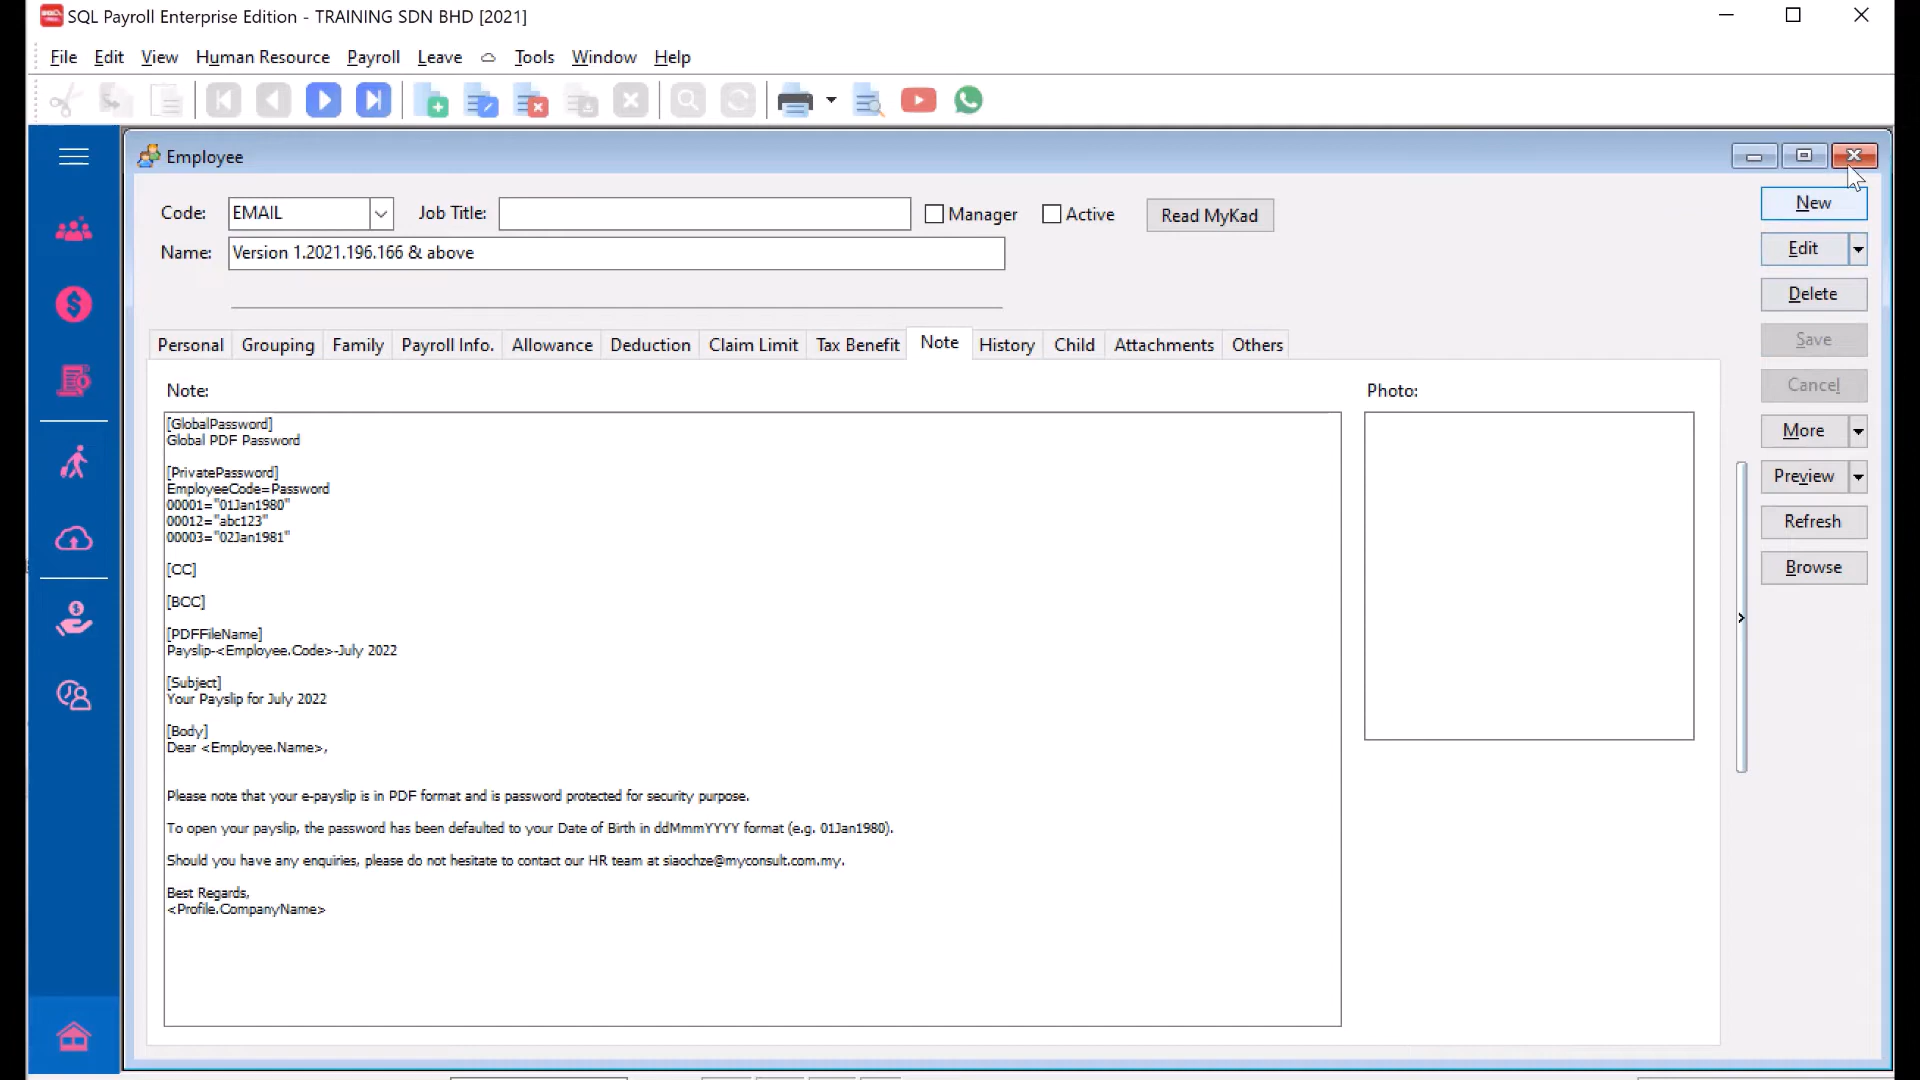 SQL Payroll Enterprise Edition - TRAINING SDN BHD [2021]
File Edit View Human Resource Payroll Leave Tools Window Help
Employee
Code: EMAIL Job Title: Manager Active Read MyKad
Name: Version 1.2021.196.166 & above
Personal Grouping Family Payroll Info. Allowance Deduction Claim Limit Tax Benefit Note History Child Attachments Others
Note:
Photo:
[GlobalPassword]
Global PDF Password
[PrivatePassword]
EmployeeCode=Password
00001="01Jan1980"
00012="abc123"
00003="02Jan1981"
[CC]
[BCC]
[PDFFileName]
Payslip-<Employee.Code>-July 2022
[Subject]
Your Payslip for July 2022
[Body]
Dear <Employee.Name>,
Please note that your e-payslip is in PDF format and is password protected for security purpose.
To open your payslip, the password has been defaulted to your Date of Birth in ddMmmYYYY format (e.g. 01Jan1980).
Should you have any enquiries, please do not hesitate to contact our HR team at siaochze@myconsult.com.my.
Best Regards,
<Profile.CompanyName>
New
Edit
Delete
Save
Cancel
More
Preview
Refresh
Browse